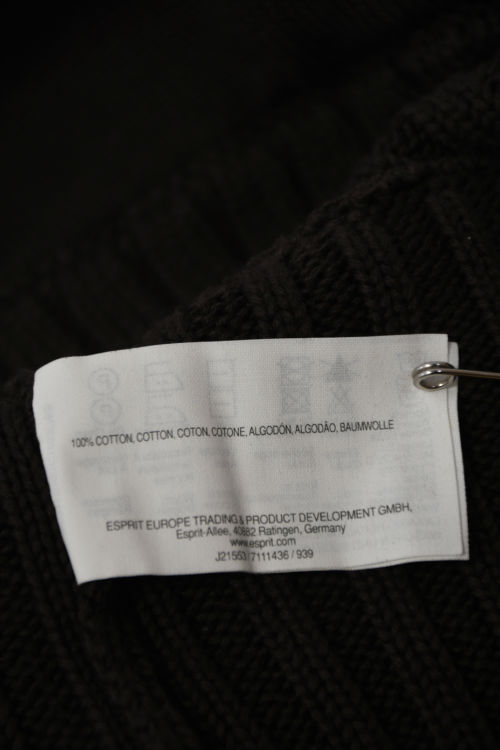 100% COTTON, COTTON, COTON, COTONE, ALGODÓN, ALGODÃO, BAUMWOLLE
ESPRIT EUROPE TRADING & PRODUCT DEVELOPMENT GMBH,
Esprit-Allee, 40882 Ratingen, Germany
www.esprit.com
J21553/7111436 / 939